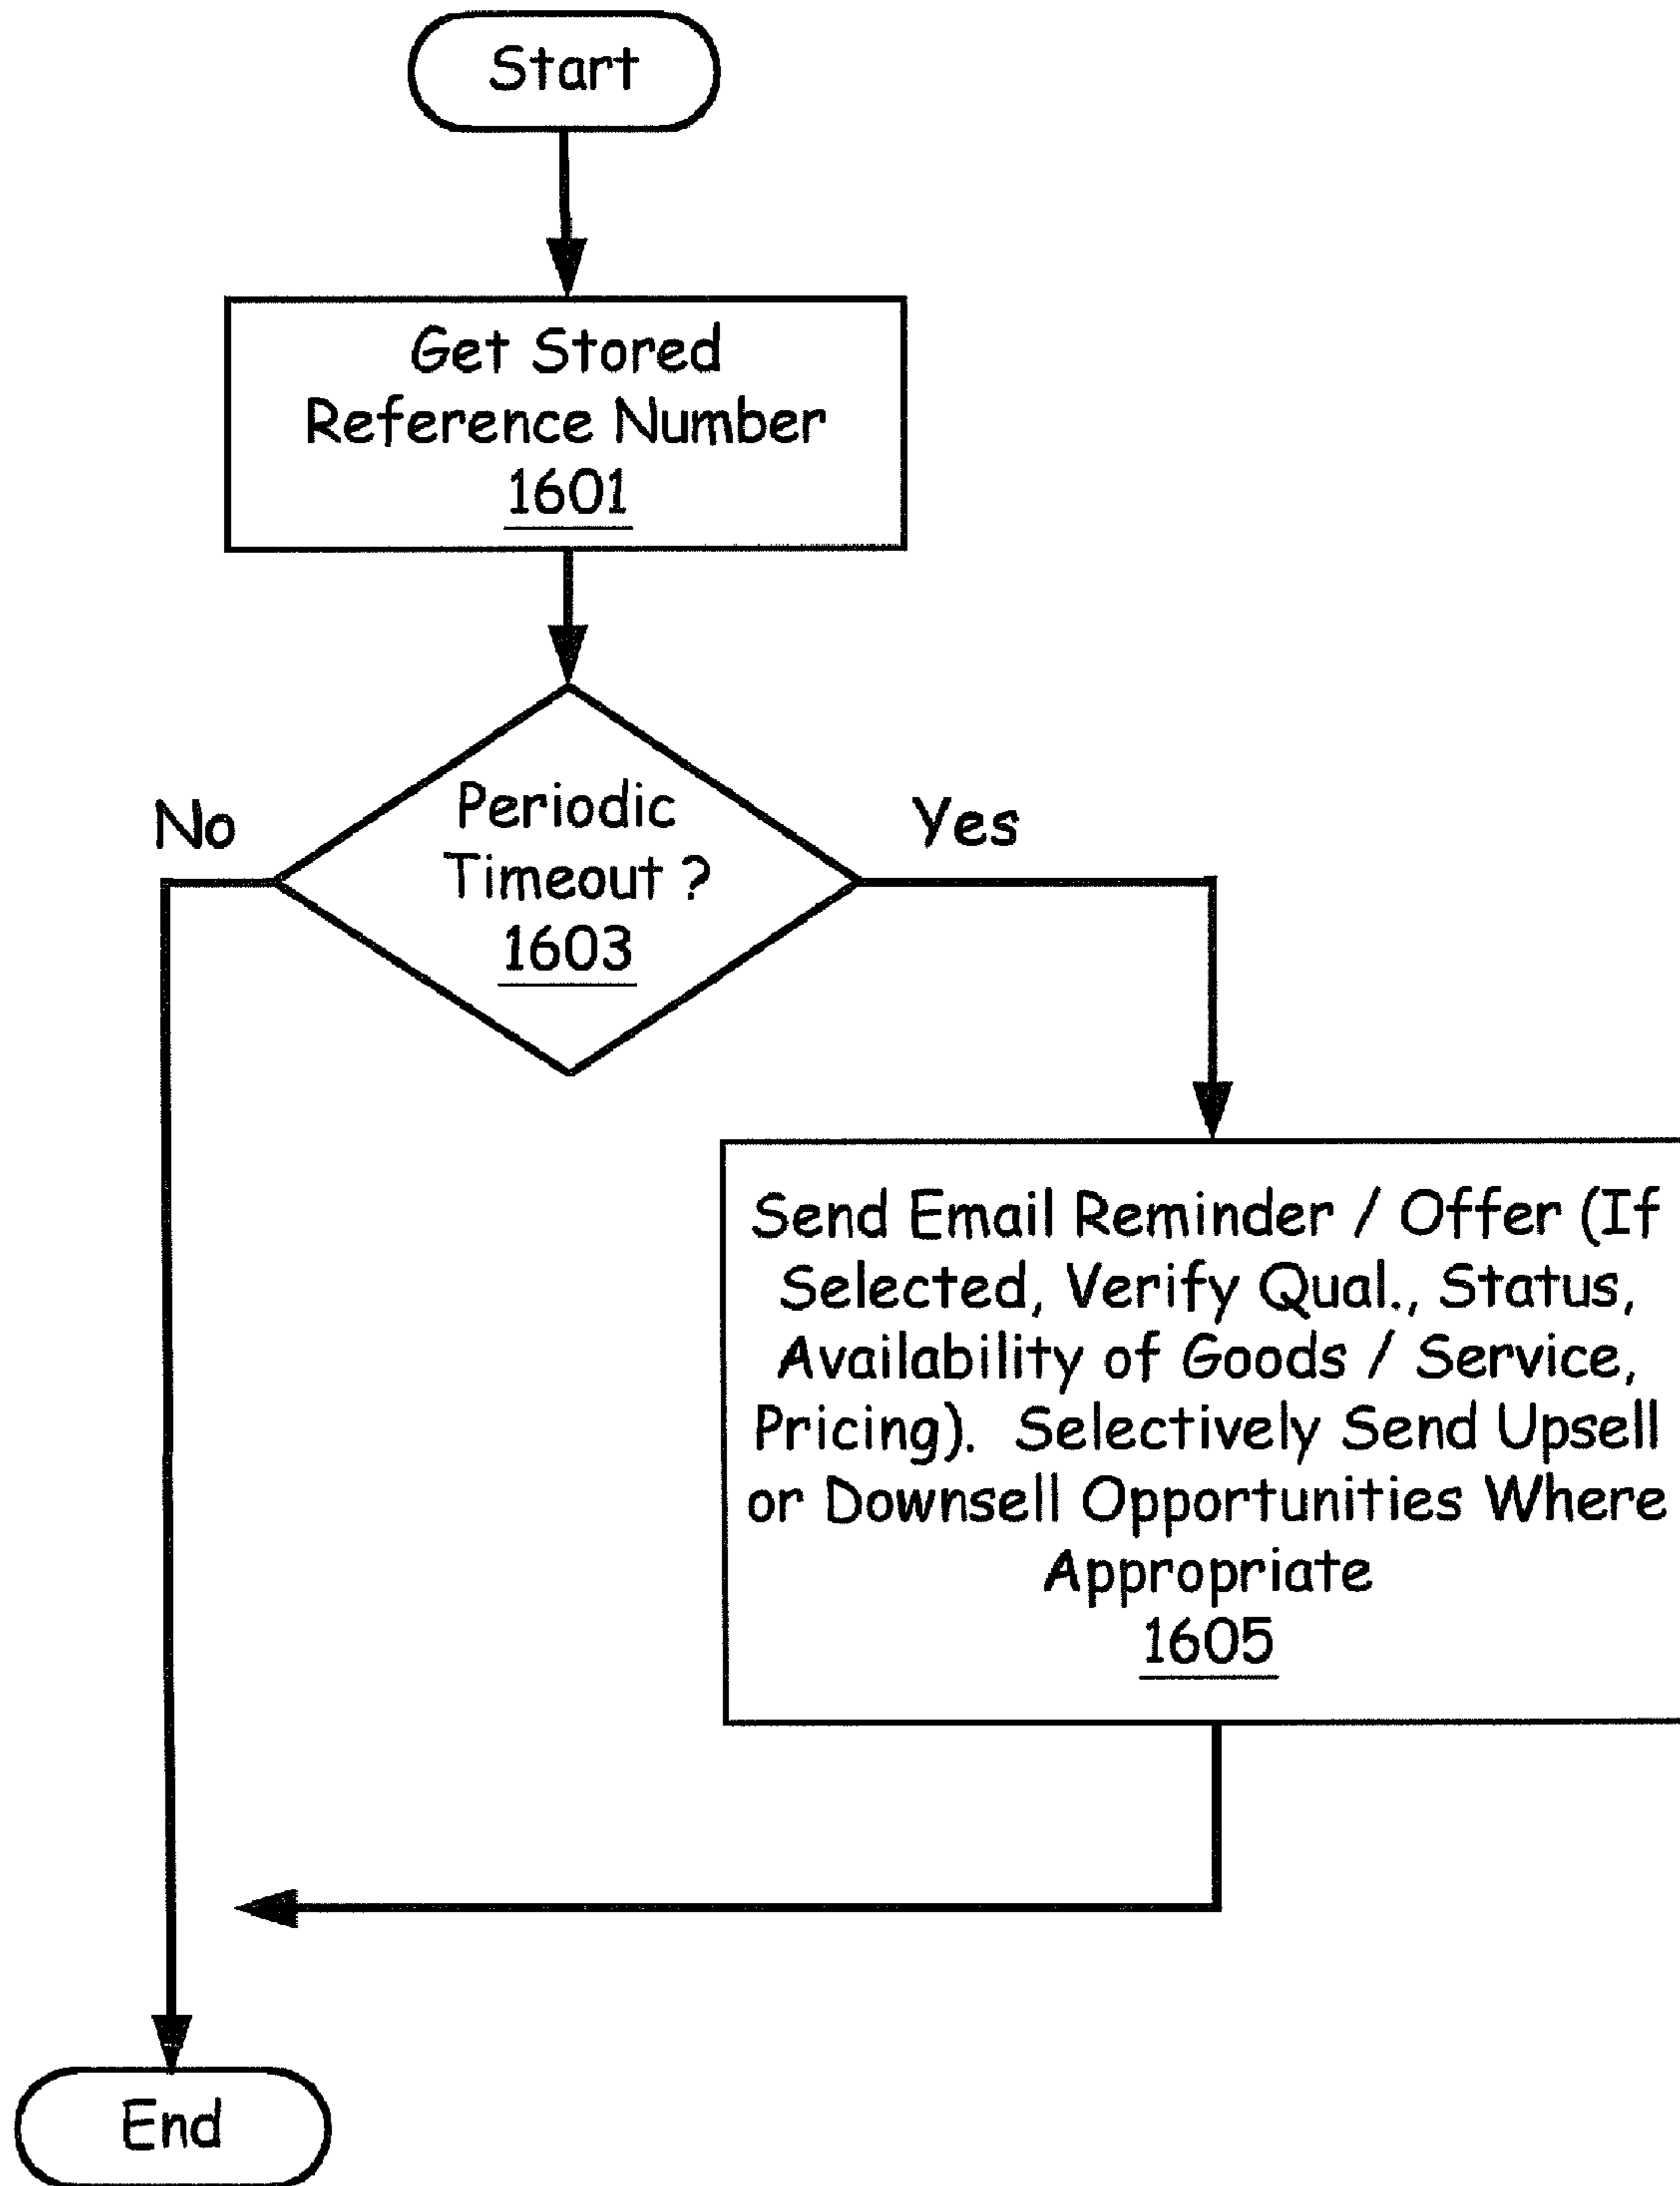 Start
Get Stored
Reference Number
1601
Periodic
Timeout ?
1603
No
Yes
Send Email Reminder / Offer (If
Selected, Verify Qual., Status,
Availability of Goods / Service,
Pricing).  Selectively Send Upsell
or Downsell Opportunities Where
Appropriate
1605
End